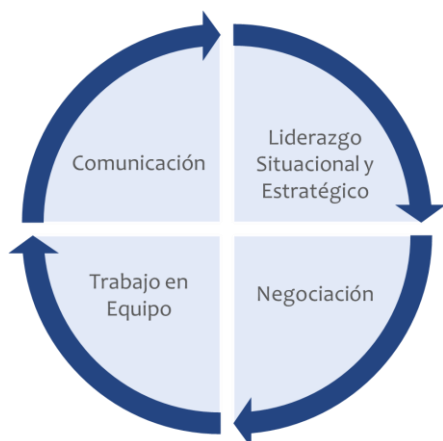 Comunicación
Liderazgo
Situacional y
Estratégico
Trabajo en
Equipo
Negociación